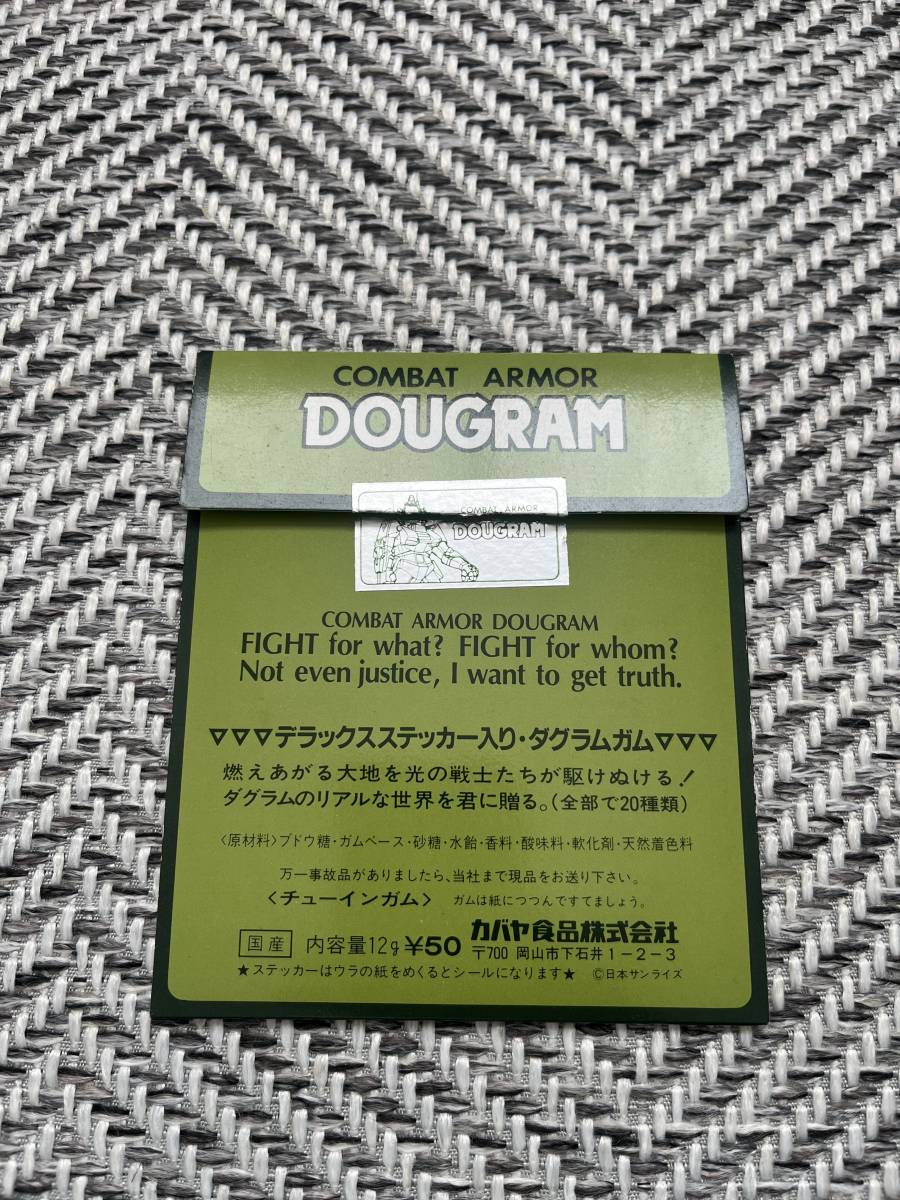 COMBAT ARMOR
DOUGRAM
COMBAT ARMOR
DOUGRAM
COMBAT ARMOR DOUGRAM
FIGHT for what? FIGHT for whom?
Not even justice, I want to get truth.
▽▽▽デラックスステッカー入り・ダグラムガム▽▽▽
燃えあがる大地を光の戦士たちが駆けぬける!
ダグラムのリアルな世界を君に贈る。(全部で20種類)
〈原材料〉ブドウ糖・ガムベース・砂糖・水飴・香料・酸味料・軟化剤・天然着色料
万一事故品がありましたら、当社まで現品をお送り下さい。
〈チューインガム〉 ガムは紙につつんですてましょう。
国産 内容量12g ¥50 カバヤ食品株式会社
〒700 岡山市下石井1-2-3
★ステッカーはウラの紙をめくるとシールになります★ ©日本サンライズ